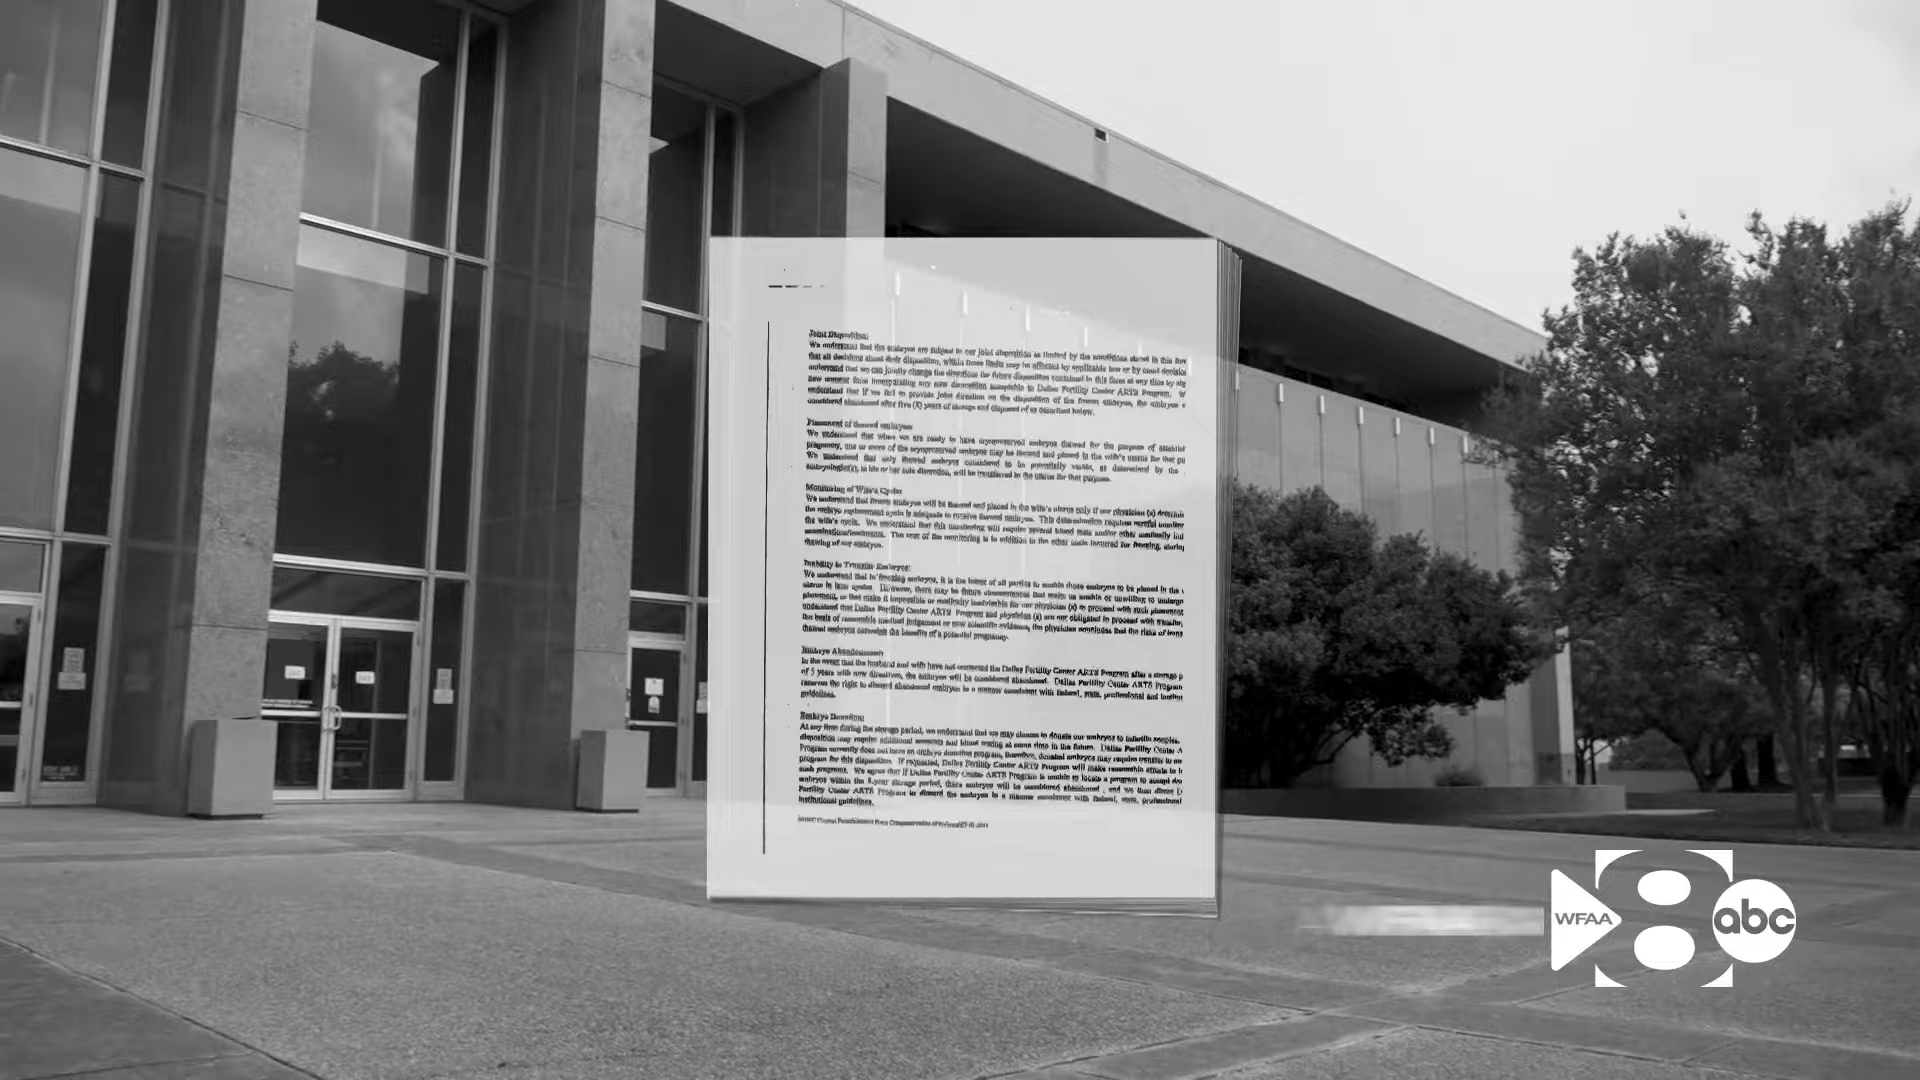 Joint Disposition:
We understand that the embryos are subject to our joint disposition as limited by the conditions stated in this
that all decisions about their disposition, within these limits may be affected by applicable law or by court
understand that we can jointly change the directions for future disposition contained in this form at any time by
new consent form incorporating any new disposition acceptable to Dallas Fertility Center ARTS Program.
understand that if we fail to provide joint direction on the disposition of the frozen embryos, the embryos
considered abandoned after five (5) years of storage and disposed of as described below.
Placement of thawed embryos
We understand that when we are ready to have cryopreserved embryos thawed for the purpose of
pregnancy, one or more of the cryopreserved embryos may be thawed and placed in the wife's uterus for that
We understand that only thawed embryos considered to be potentially viable, as determined by the
embryologist(s), in his or her sole discretion, will be transferred to the uterus for that purpose.
Monitoring of Wife's Cycle:
We understand that frozen embryos will be thawed and placed in the wife's uterus only if our physician (s)
the embryo replacement cycle is adequate to receive thawed embryos. This determination requires careful
the wife's cycle. We understand that this monitoring will require several blood tests and/or other medically
examinations/treatments. The cost of the monitoring is in addition to the other costs incurred for freezing,
thawing of our embryos.
Inability to Transfer Embryos:
We understand that in freezing embryos, it is the intent of all parties to enable those embryos to be placed in the
uterus in later cycles. However, there may be future circumstances that make us unable or unwilling to undergo
placement, or that make it impossible or medically inadvisable for our physician (s) to proceed with such placement
understand that Dallas Fertility Center ARTS Program and physician (s) are not obligated to proceed with transfer,
the basis of reasonable medical judgement or new scientific evidence, the physician concludes that the risks of
thawed embryos outweigh the benefits of a potential pregnancy.
Embryo Abandonment:
In the event that the husband and wife have not contacted the Dallas Fertility Center ARTS Program after a storage
of 5 years with new directives, the embryos will be considered abandoned. Dallas Fertility Center ARTS Program
reserves the right to discard abandoned embryos in a manner consistent with federal, state, professional and
guidelines.
Embryo Donation:
At any time during the storage period, we understand that we may choose to donate our embryos to infertile couples.
disposition may require additional consents and blood testing at some time in the future. Dallas Fertility Center
Program currently does not have an embryo donation program, therefore, donated embryos may require transfer to
program for this disposition. If requested, Dallas Fertility Center ARTS Program will make reasonable efforts to
such programs. We agree that if Dallas Fertility Center ARTS Program is unable to locate a program to accept
embryos within the 5-year storage period, these embryos will be considered abandoned, and we then direct
Fertility Center ARTS Program to discard the embryos in a manner consistent with federal, state, professional
institutional guidelines.
WFAA
8
abc